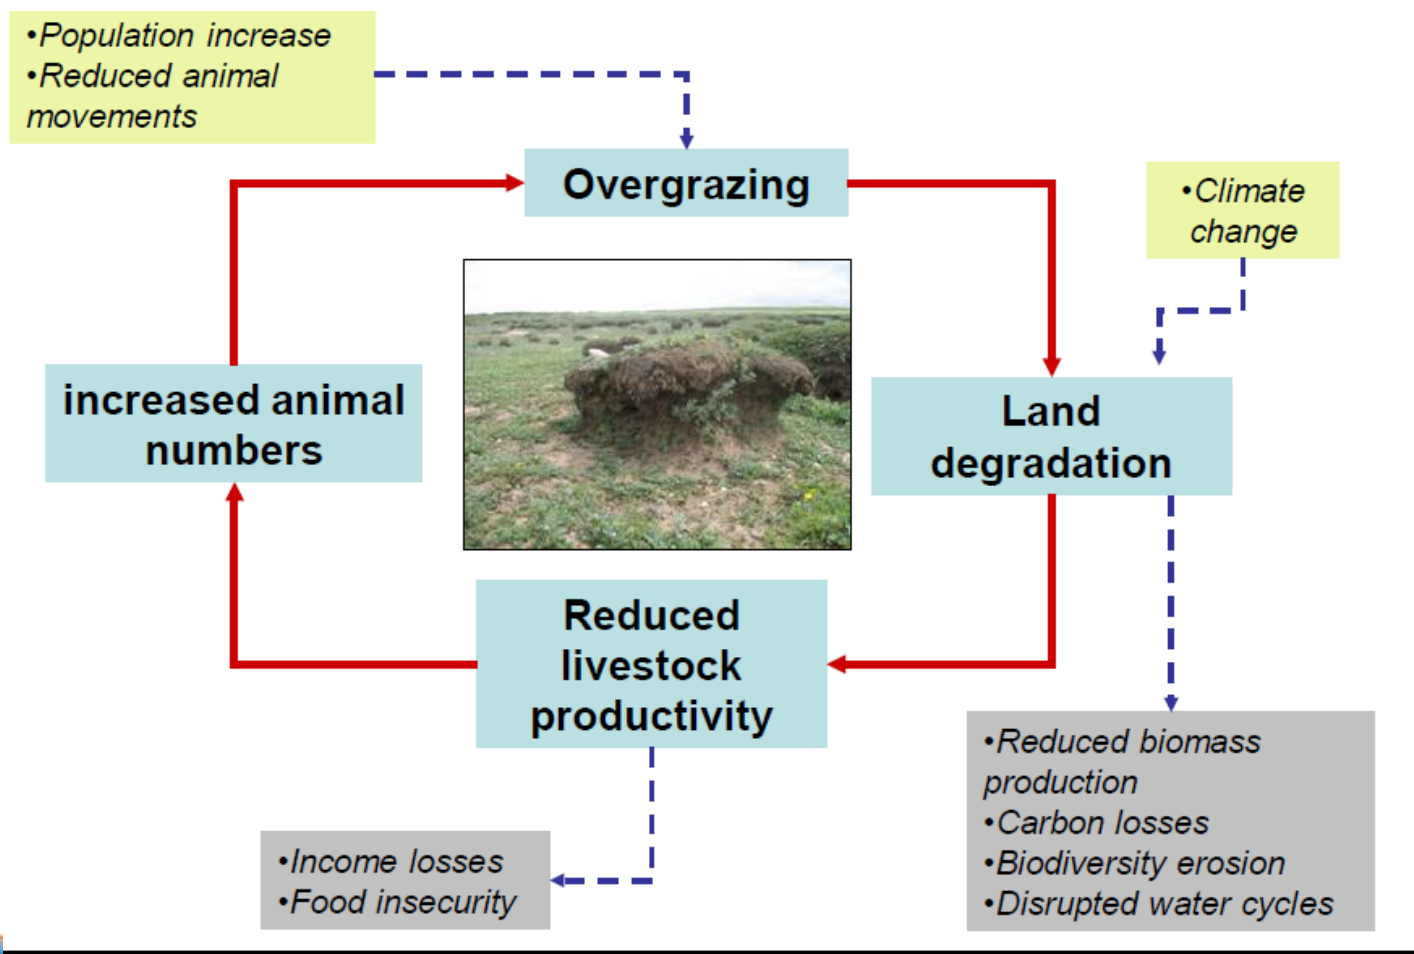 •Population increase
•Reduced animal
movements
Overgrazing
•Climate
change
increased animal
numbers
Land
degradation
Reduced
livestock
productivity
•Reduced biomass
production
•Carbon losses
•Biodiversity erosion
•Disrupted water cycles
•Income losses
•Food insecurity